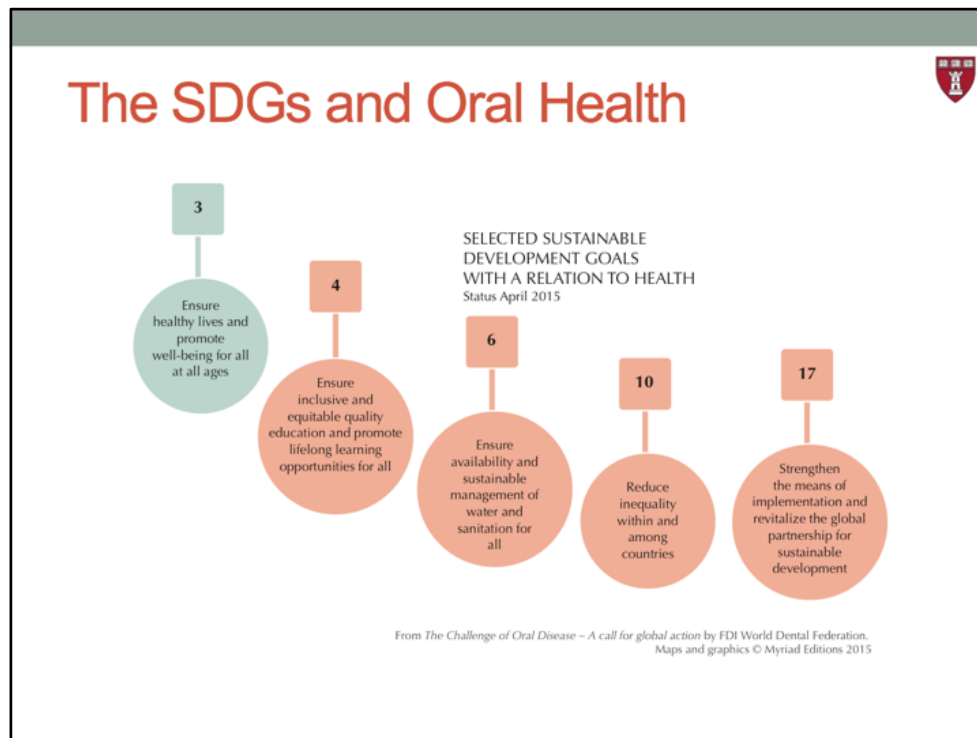 The SDGs and Oral Health
3
Ensure
healthy lives and
promote
well-being for all
at all ages
4
Ensure
inclusive and
equitable quality
education and promote
lifelong learning
opportunities for all
SELECTED SUSTAINABLE
DEVELOPMENT GOALS
WITH A RELATION TO HEALTH
Status April 2015
6
Ensure
availability and
sustainable
management of
water and
sanitation for
all
10
Reduce
inequality
within and
among
countries
17
Strengthen
the means of
implementation and
revitalize the global
partnership for
sustainable
development
From The Challenge of Oral Disease – A call for global action by FDI World Dental Federation.
Maps and graphics © Myriad Editions 2015